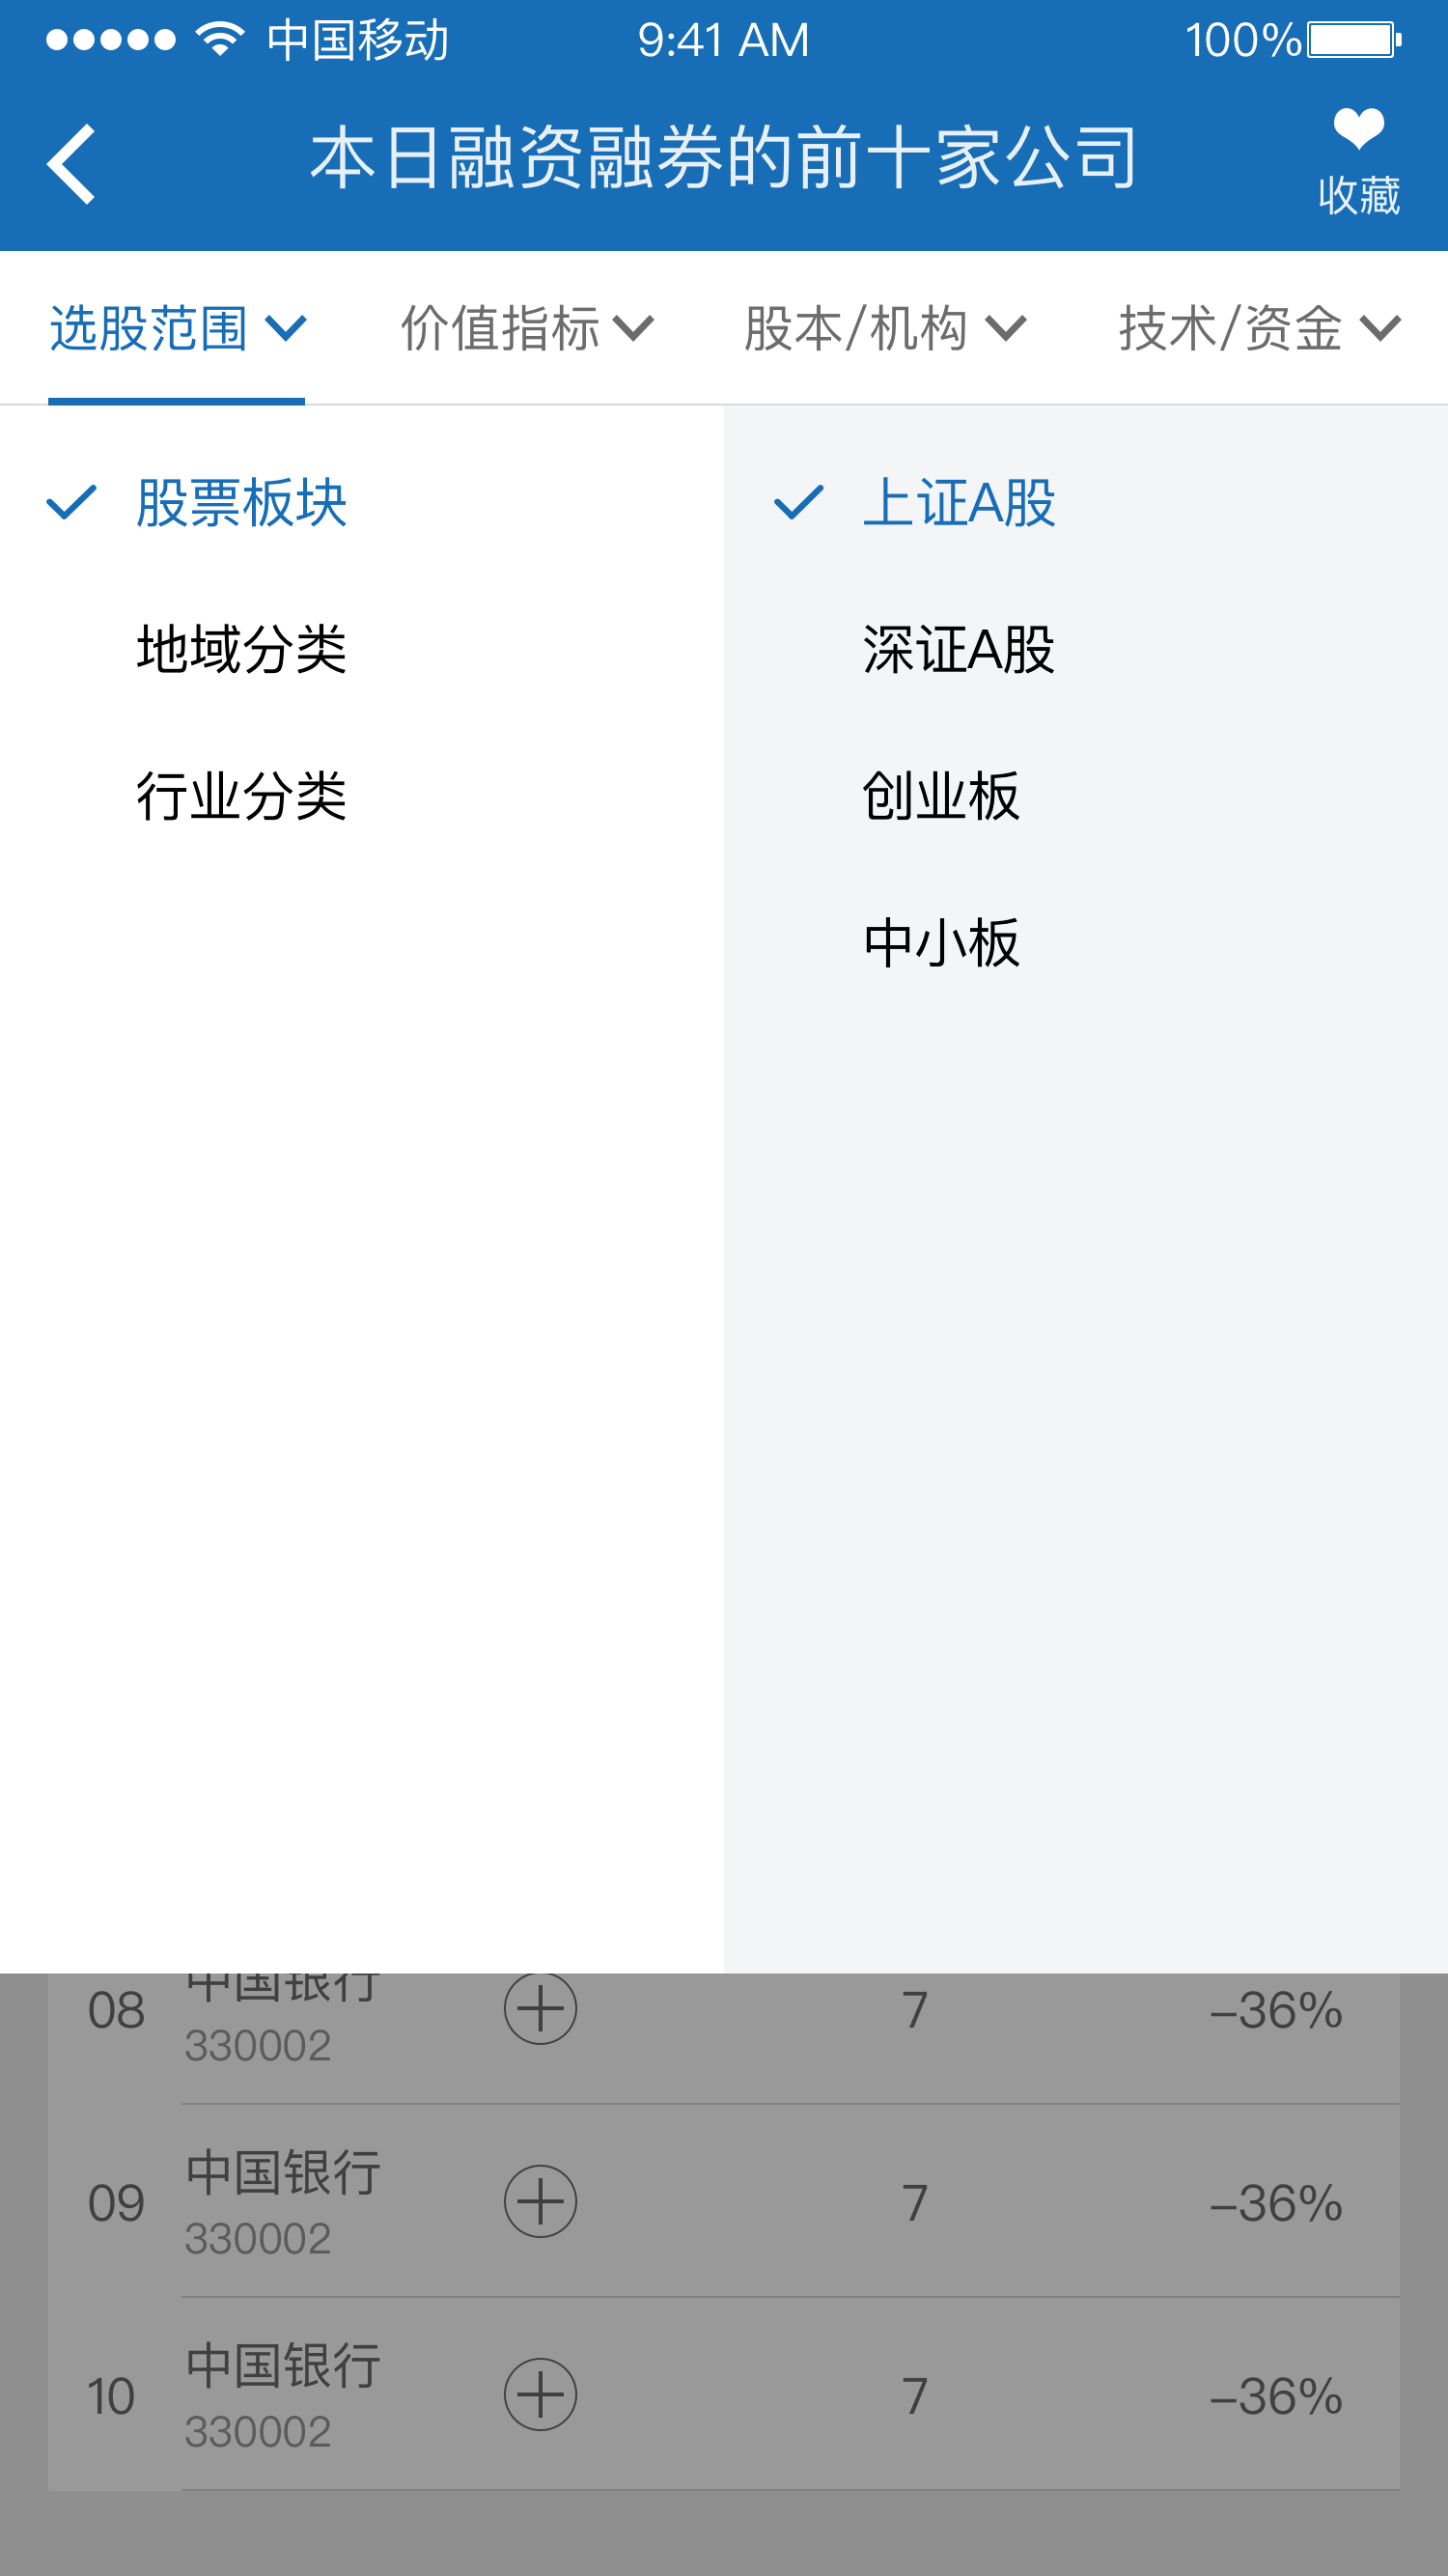 中国移动 9:41 AM 100%
本日融资融券的前十家公司
收藏
选股范围 价值指标 股本/机构 技术/资金
股票板块
地域分类
行业分类
上证A股
深证A股
创业板
中小板
08 中国银行 7 -36%
330002
09 中国银行 7 -36%
330002
10 中国银行 7 -36%
330002